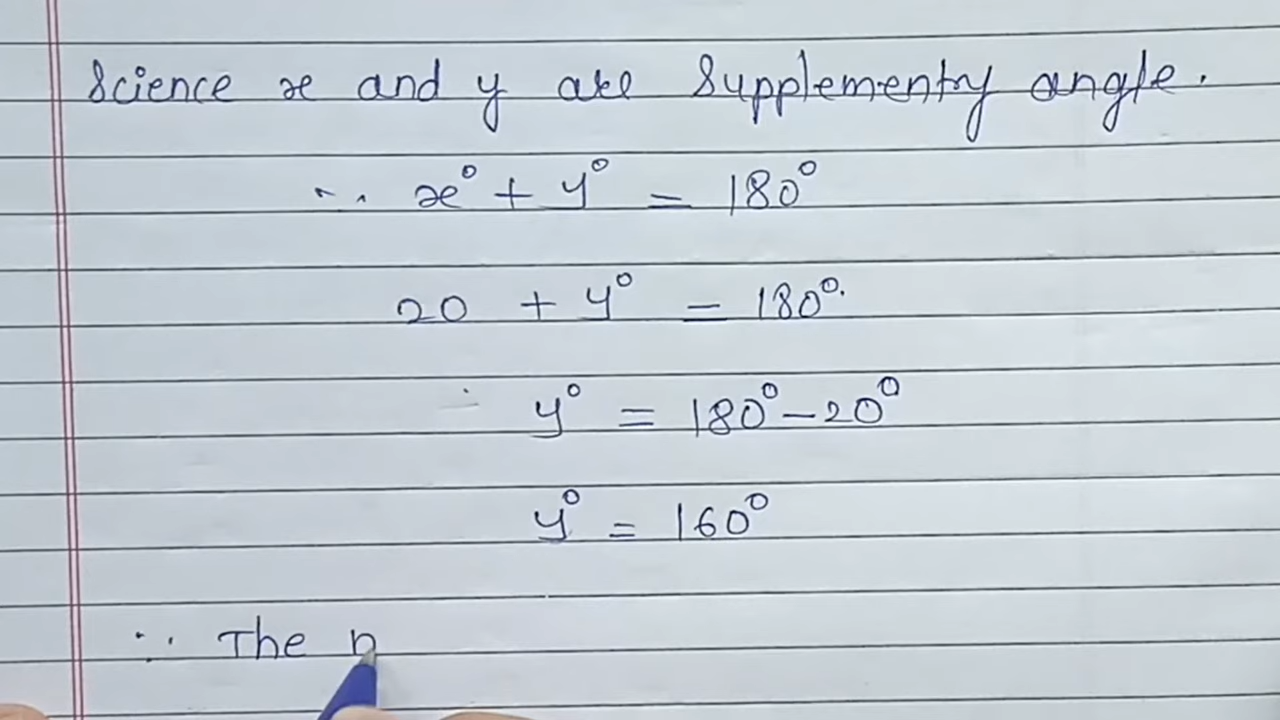 Science x and y are Supplementry angle.
∴ x° + y° = 180°
20 + y° = 180°.
y° = 180° - 20°
y° = 160°
∴ The